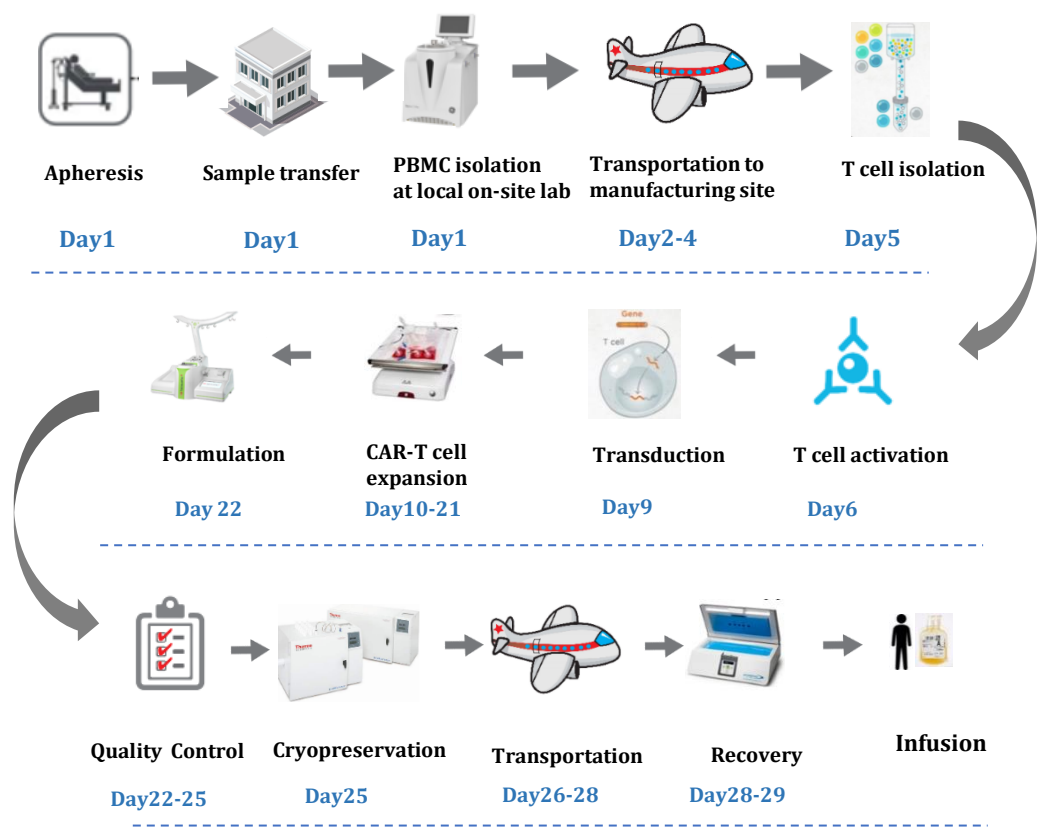 Apheresis
Sample transfer
PBMC isolation
at local on-site lab
Transportation to
manufacturing site
T cell isolation
Day1
Day1
Day1
Day2-4
Day5
Gene
T cell
Formulation
CAR-T cell
expansion
Transduction
T cell activation
Day 22
Day10-21
Day9
Day6
Thermo
Quality Control
Cryopreservation
Transportation
Recovery
Infusion
Day22-25
Day25
Day26-28
Day28-29